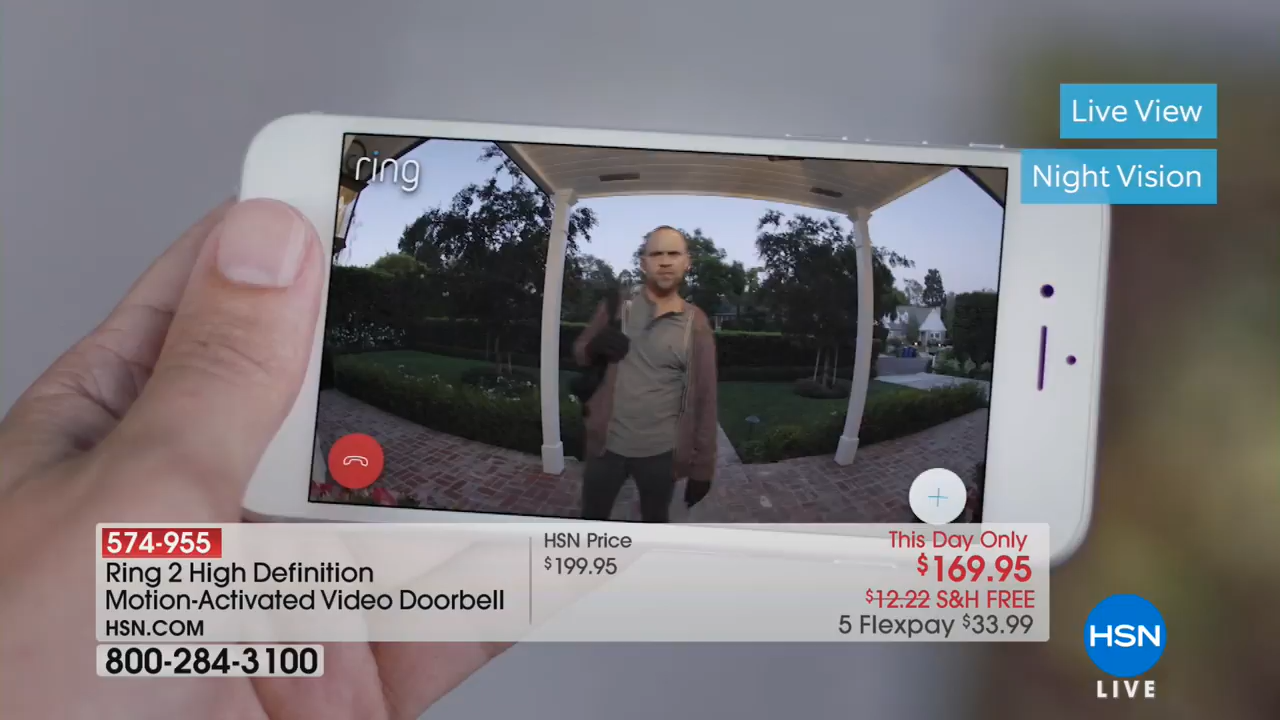 ring
Live View
Night Vision
574-955
Ring 2 High Definition
Motion-Activated Video Doorbell
HSN.COM
800-284-3100
HSN Price
$199.95
This Day Only
$169.95
$12.22 S&H FREE
5 Flexpay $33.99
HSN
LIVE